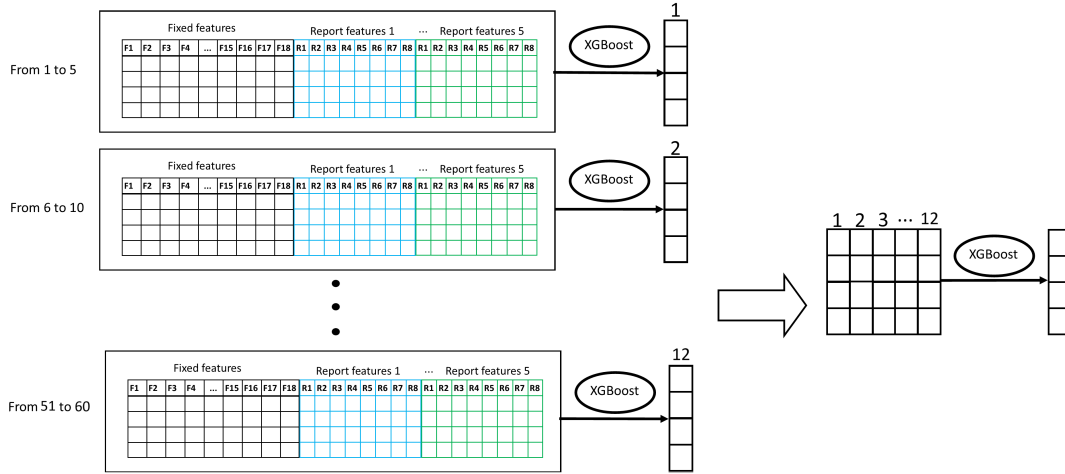 Fixed features Report features 1 ... Report features 5
F1 F2 F3 F4 ... F15 F16 F17 F18 R1 R2 R3 R4 R5 R6 R7 R8 R1 R2 R3 R4 R5 R6 R7 R8
From 1 to 5
XGBoost
1
Fixed features Report features 1 ... Report features 5
F1 F2 F3 F4 ... F15 F16 F17 F18 R1 R2 R3 R4 R5 R6 R7 R8 R1 R2 R3 R4 R5 R6 R7 R8
From 6 to 10
XGBoost
2
Fixed features Report features 1 ... Report features 5
F1 F2 F3 F4 ... F15 F16 F17 F18 R1 R2 R3 R4 R5 R6 R7 R8 R1 R2 R3 R4 R5 R6 R7 R8
From 51 to 60
XGBoost
12
1 2 3 ... 12
XGBoost